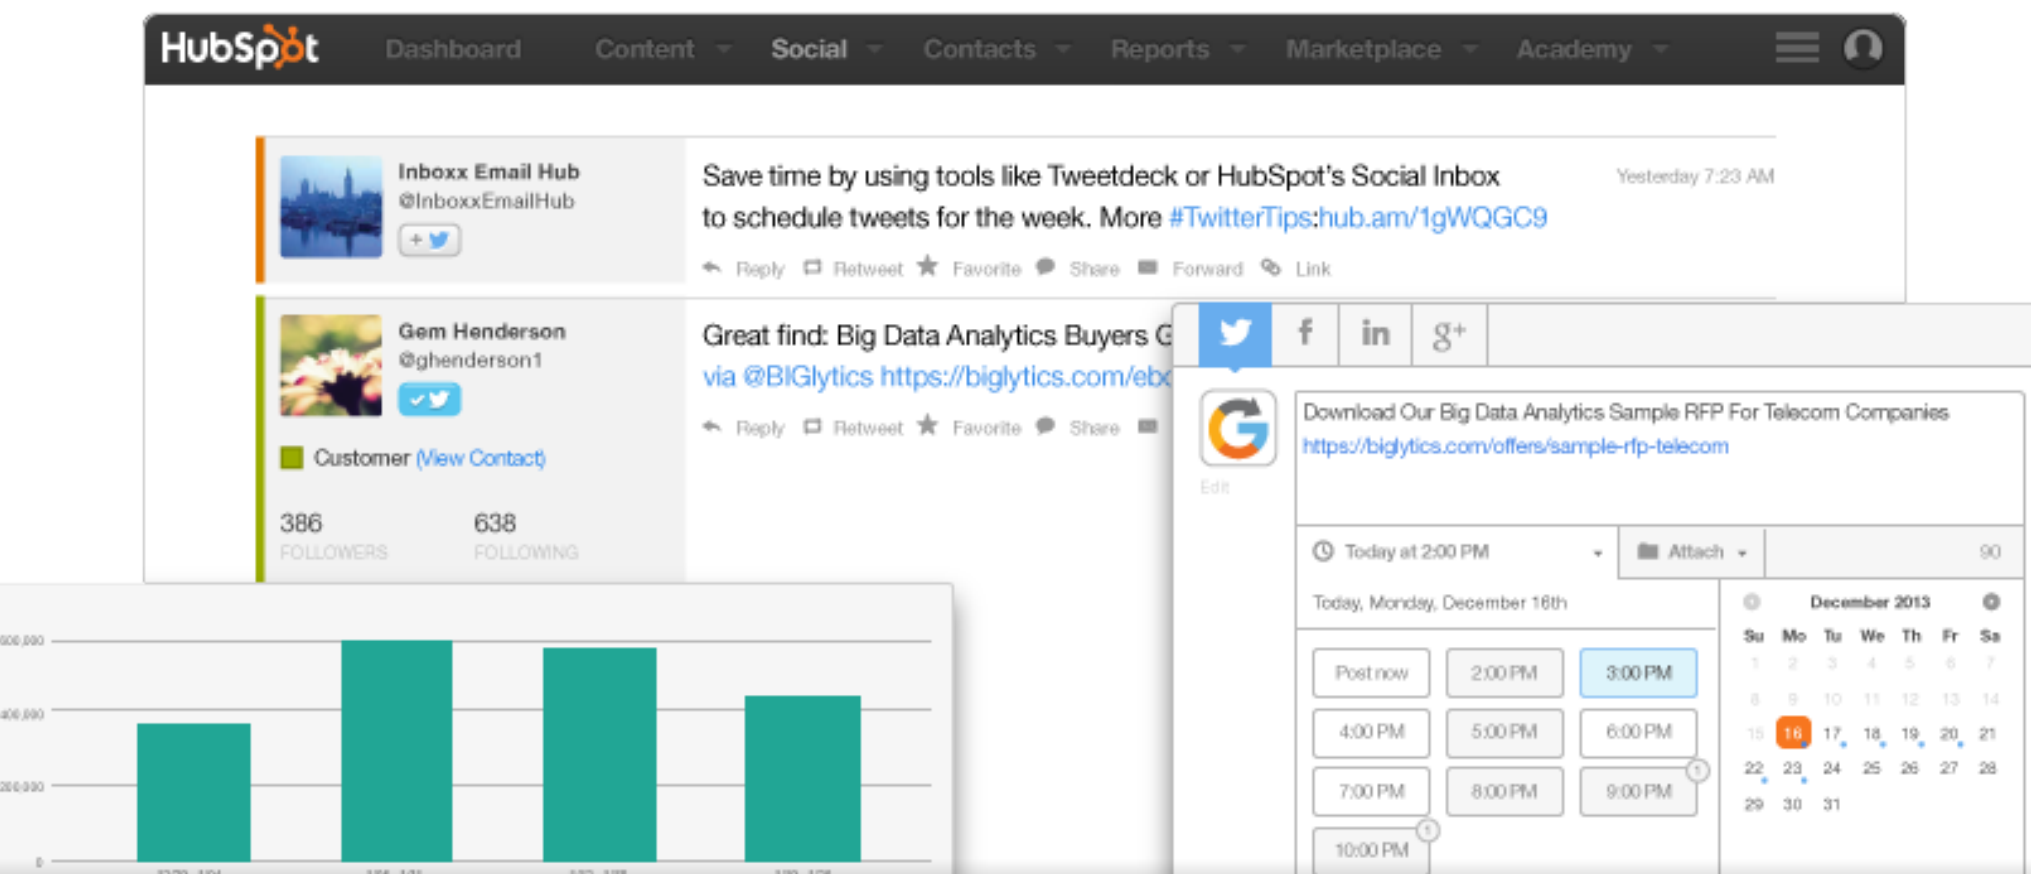 HubSpot Dashboard Content Social Contacts Reports Marketplace Academy
Inboxx Email Hub
@InboxxEmailHub
+
Save time by using tools like Tweetdeck or HubSpot's Social Inbox
to schedule tweets for the week. More #TwitterTips:hub.am/1gWQGC9
Yesterday 7:23 AM
Reply Retweet Favorite Share Forward Link
Gem Henderson
@ghenderson1
Customer (View Contact)
386 638
FOLLOWERS FOLLOWING
Great find: Big Data Analytics Buyers G
via @BIGlytics https://biglytics.com/ebo
Reply Retweet Favorite Share
f in g+
G
Edit
Download Our Big Data Analytics Sample RFP For Telecom Companies
https://biglytics.com/offers/sample-rfp-telecom
Today at 2:00 PM Attach 90
Today, Monday, December 16th
Post now 2:00 PM 3:00 PM
4:00 PM 5:00 PM 6:00 PM
7:00 PM 8:00 PM 9:00 PM 1
10:00 PM 1
December 2013
Su Mo Tu We Th Fr Sa
1 2 3 4 5 6 7
8 9 10 11 12 13 14
15 16 17 18 19 20 21
22 23 24 25 26 27 28
29 30 31
400,000
200,000
0